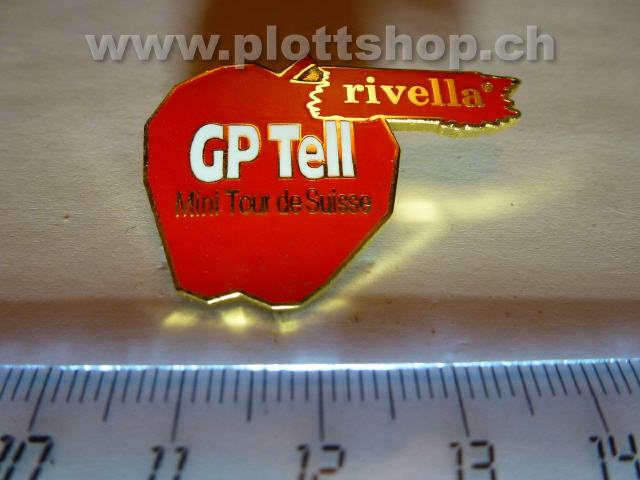 www.plottshop.ch
rivella®
GP Tell
Mini Tour de Suisse
10 11 12 13 14